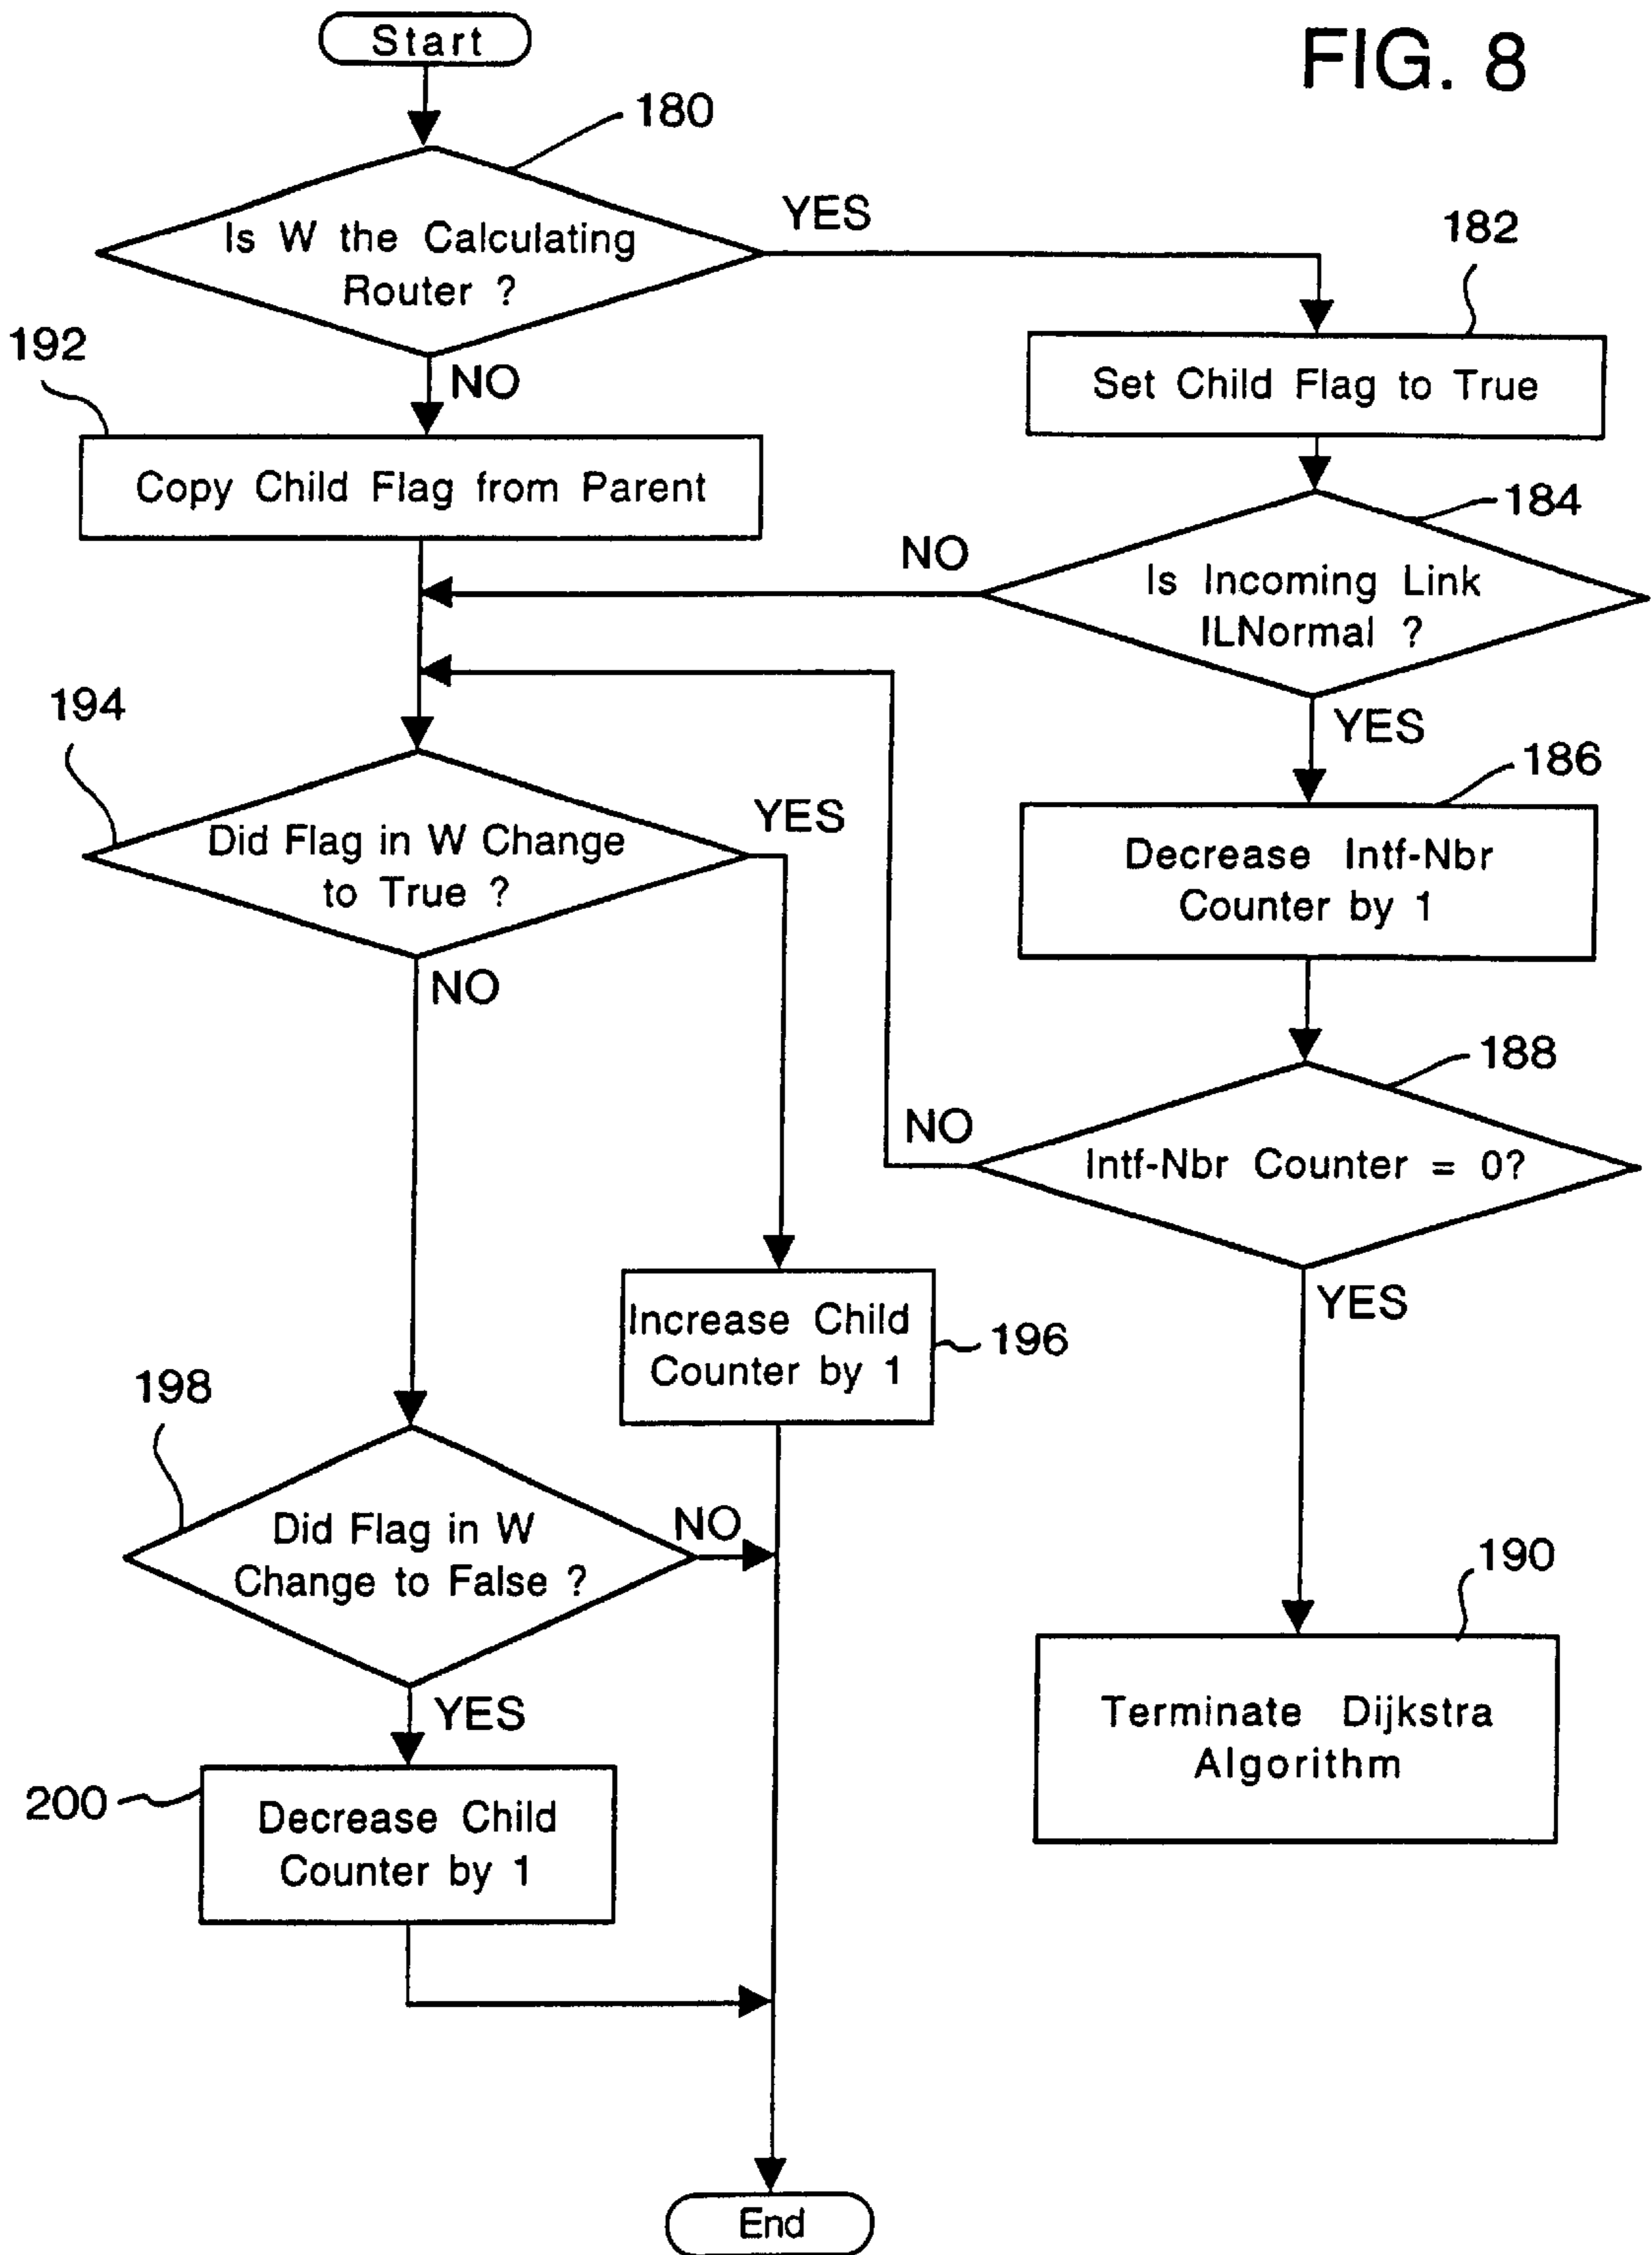 Start
FIG. 8
180
Is W the Calculating
Router ?
YES
182
Set Child Flag to True
192
NO
Copy Child Flag from Parent
184
NO
Is Incoming Link
ILNormal ?
YES
194
Did Flag in W Change
to True ?
YES
186
Decrease Intf-Nbr
Counter by 1
NO
188
NO
Intf-Nbr Counter = 0?
YES
Increase Child
Counter by 1
196
198
Did Flag in W
Change to False ?
NO
190
Terminate Dijkstra
Algorithm
YES
200
Decrease Child
Counter by 1
End